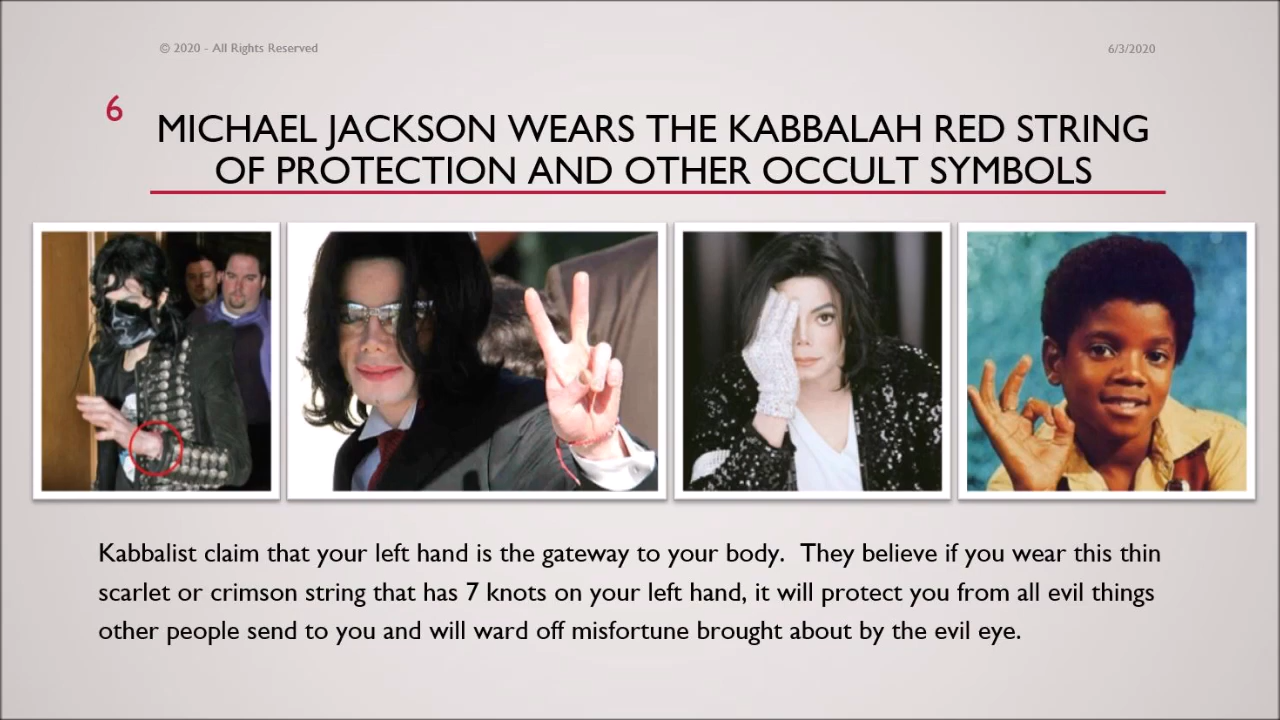 © 2020 - All Rights Reserved
6/3/2020
6
MICHAEL JACKSON WEARS THE KABBALAH RED STRING
OF PROTECTION AND OTHER OCCULT SYMBOLS
Kabbalist claim that your left hand is the gateway to your body.  They believe if you wear this thin
scarlet or crimson string that has 7 knots on your left hand, it will protect you from all evil things
other people send to you and will ward off misfortune brought about by the evil eye.